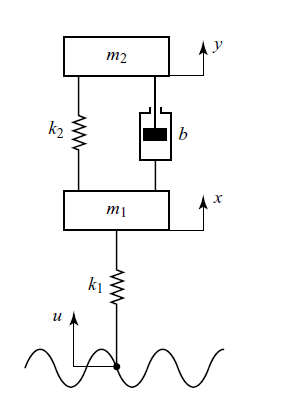 m₂
y
k₂
b
m₁
x
k₁
u